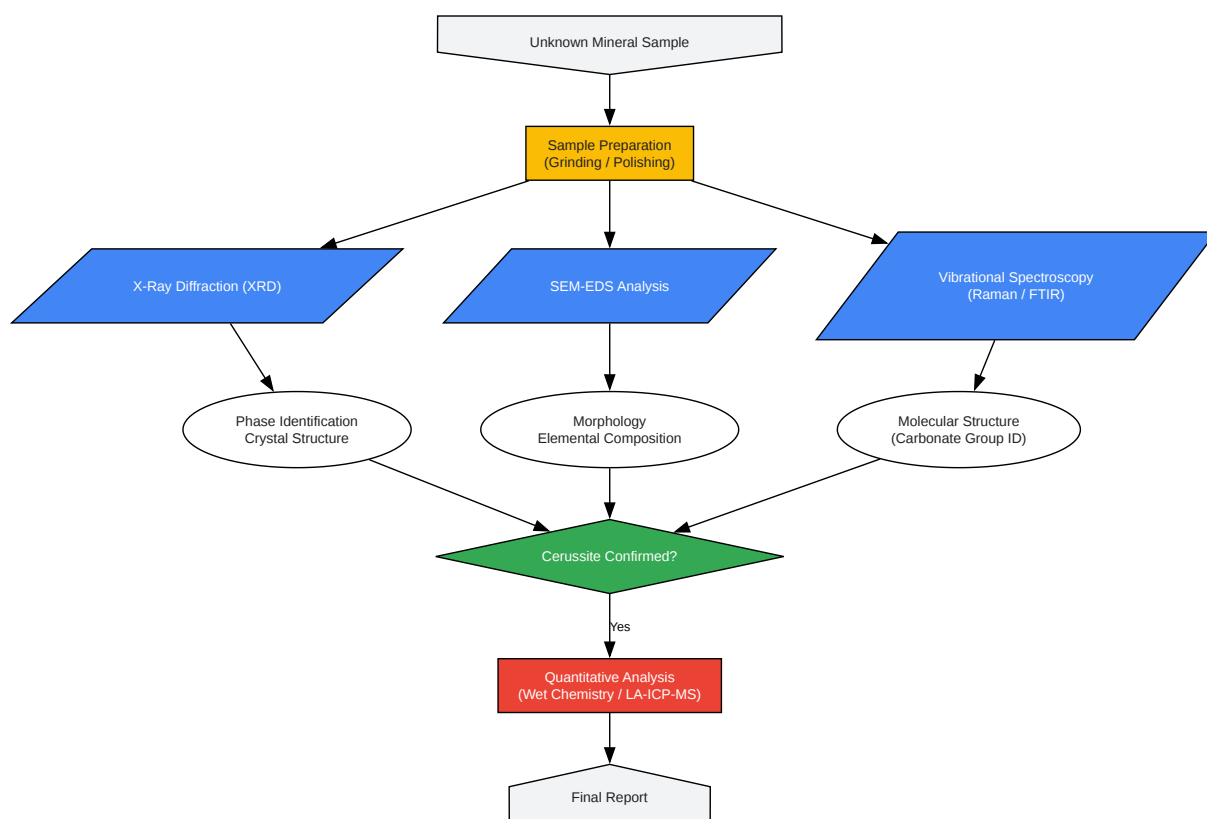 Unknown Mineral Sample
Sample Preparation
(Grinding / Polishing)
X-Ray Diffraction (XRD)
SEM-EDS Analysis
Vibrational Spectroscopy
(Raman / FTIR)
Phase Identification
Crystal Structure
Morphology
Elemental Composition
Molecular Structure
(Carbonate Group ID)
Cerussite Confirmed?
Yes
Quantitative Analysis
(Wet Chemistry / LA-ICP-MS)
Final Report